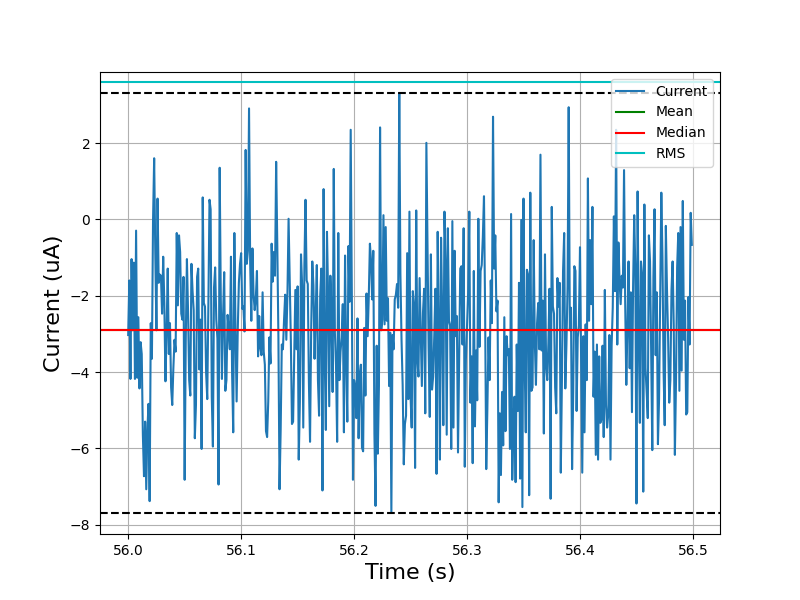 Current
Mean
Median
RMS
Current (uA)
2
0
−2
−4
−6
−8
56.0
56.1
56.2
56.3
56.4
56.5
Time (s)